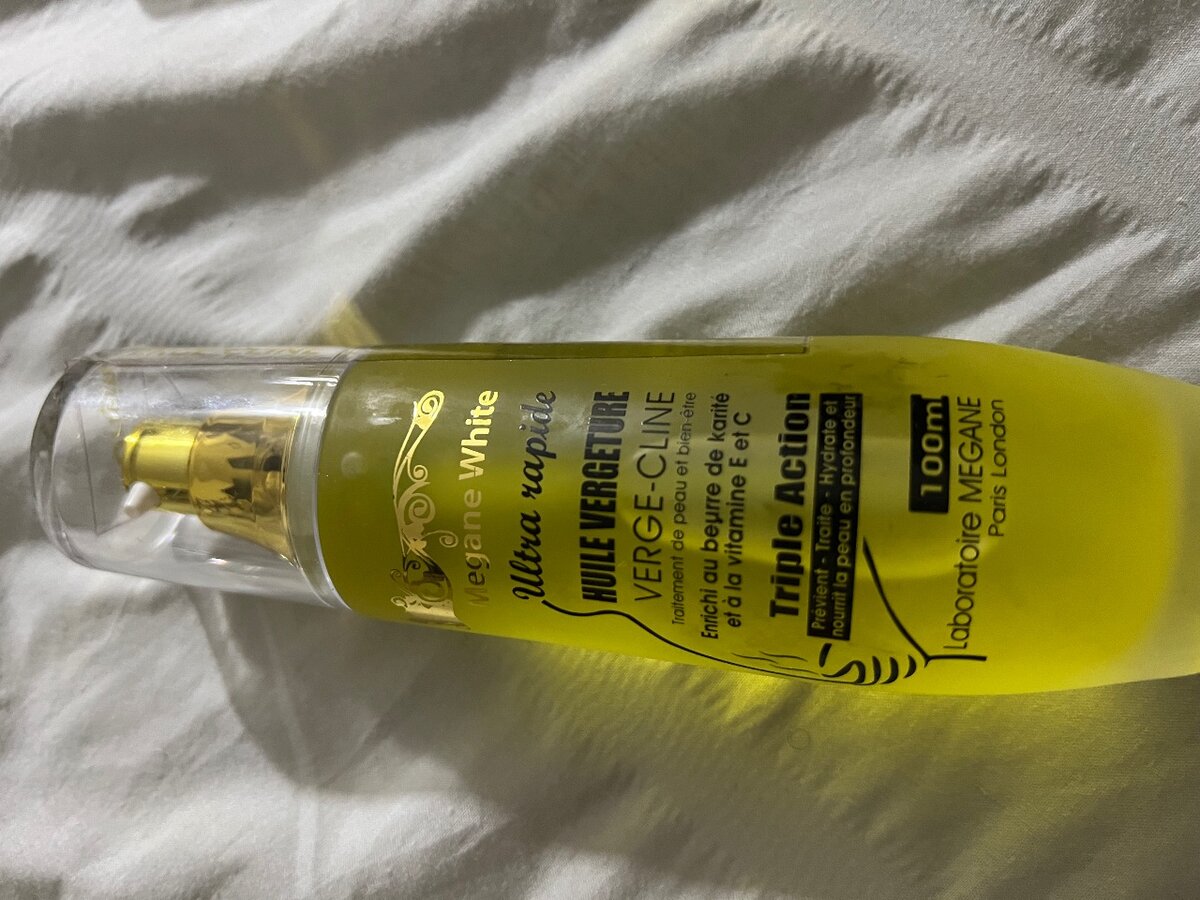 Megane White
Ultra rapide
HUILE VERGETURE
VERGE-CLINE
Traitement de peau et bien-être
Enrichi au beurre de karité
et à la vitamine E et C
Triple Action
Prévient - Traite - Hydrate et
nourrit la peau en profondeur
100ml
Laboratoire MEGANE
Paris London